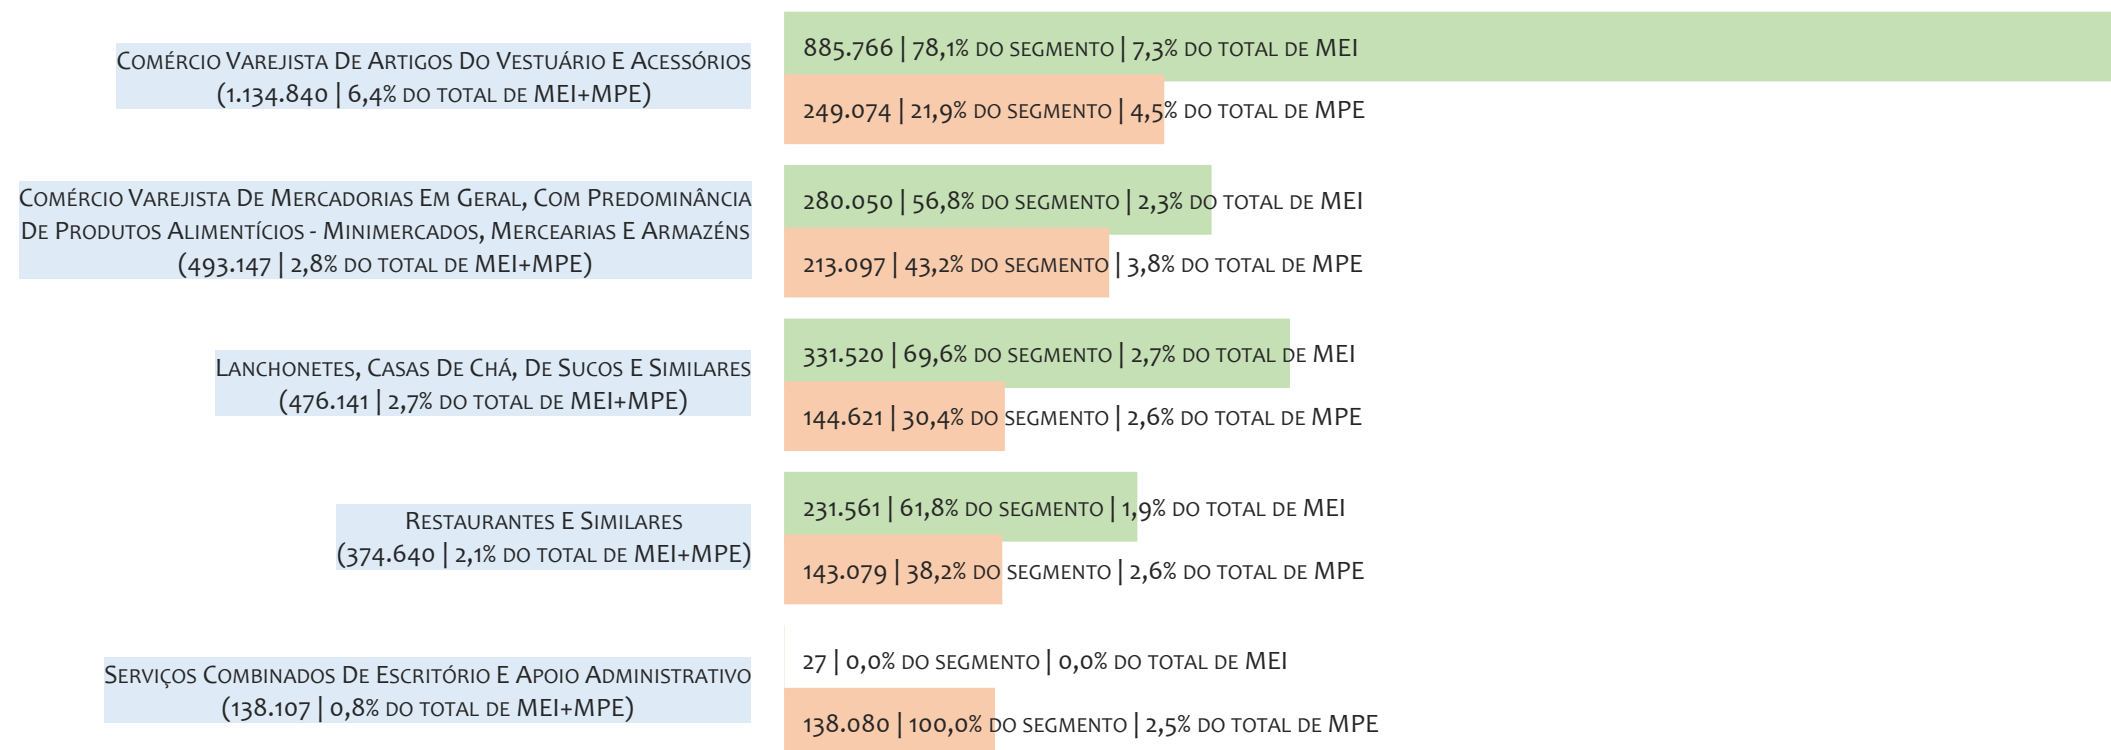 Comércio Varejista De Artigos Do Vestuário E Acessórios
(1.134.840 | 6,4% do total de MEI+MPE)
885.766 | 78,1% do segmento | 7,3% do total de MEI
249.074 | 21,9% do segmento | 4,5% do total de MPE
Comércio Varejista De Mercadorias Em Geral, Com Predominância
De Produtos Alimentícios - Minimercados, Mercearias E Armazéns
(493.147 | 2,8% do total de MEI+MPE)
280.050 | 56,8% do segmento | 2,3% do total de MEI
213.097 | 43,2% do segmento | 3,8% do total de MPE
Lanchonetes, Casas De Chá, De Sucos E Similares
(476.141 | 2,7% do total de MEI+MPE)
331.520 | 69,6% do segmento | 2,7% do total de MEI
144.621 | 30,4% do segmento | 2,6% do total de MPE
Restaurantes E Similares
(374.640 | 2,1% do total de MEI+MPE)
231.561 | 61,8% do segmento | 1,9% do total de MEI
143.079 | 38,2% do segmento | 2,6% do total de MPE
Serviços Combinados De Escritório E Apoio Administrativo
(138.107 | 0,8% do total de MEI+MPE)
27 | 0,0% do segmento | 0,0% do total de MEI
138.080 | 100,0% do segmento | 2,5% do total de MPE